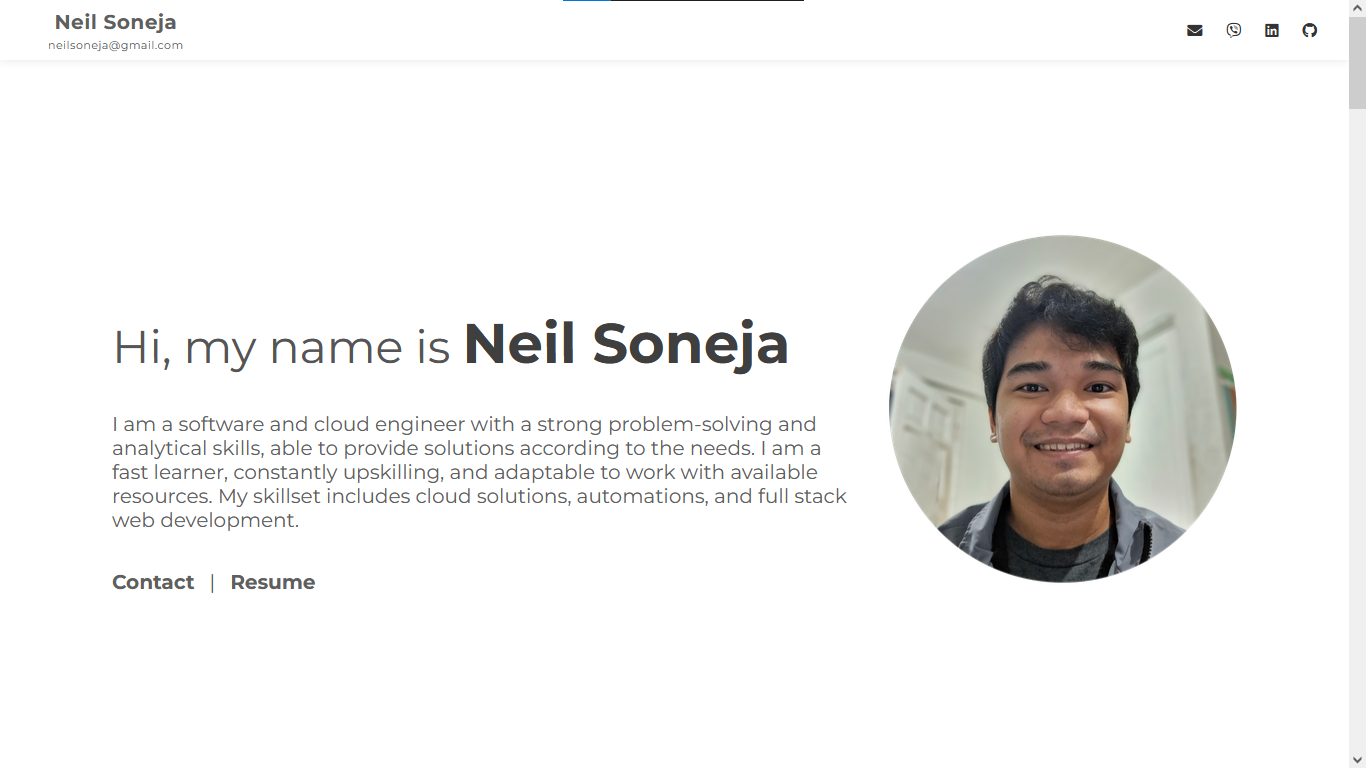 Neil Soneja
neilsoneja@gmail.com
Hi, my name is Neil Soneja
I am a software and cloud engineer with a strong problem-solving and
analytical skills, able to provide solutions according to the needs. I am a
fast learner, constantly upskilling, and adaptable to work with available
resources. My skillset includes cloud solutions, automations, and full stack
web development.
Contact | Resume